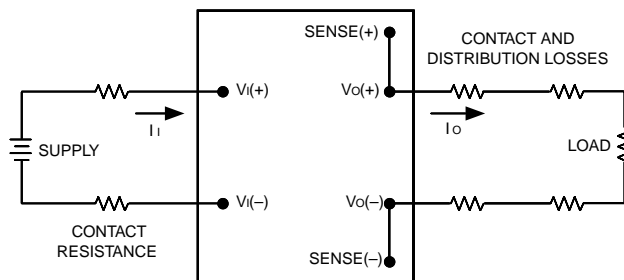 SENSE(+)
CONTACT AND
DISTRIBUTION LOSSES
VI(+)
VO(+)
II
IO
SUPPLY
LOAD
VI(–)
VO(–)
CONTACT
RESISTANCE
SENSE(–)